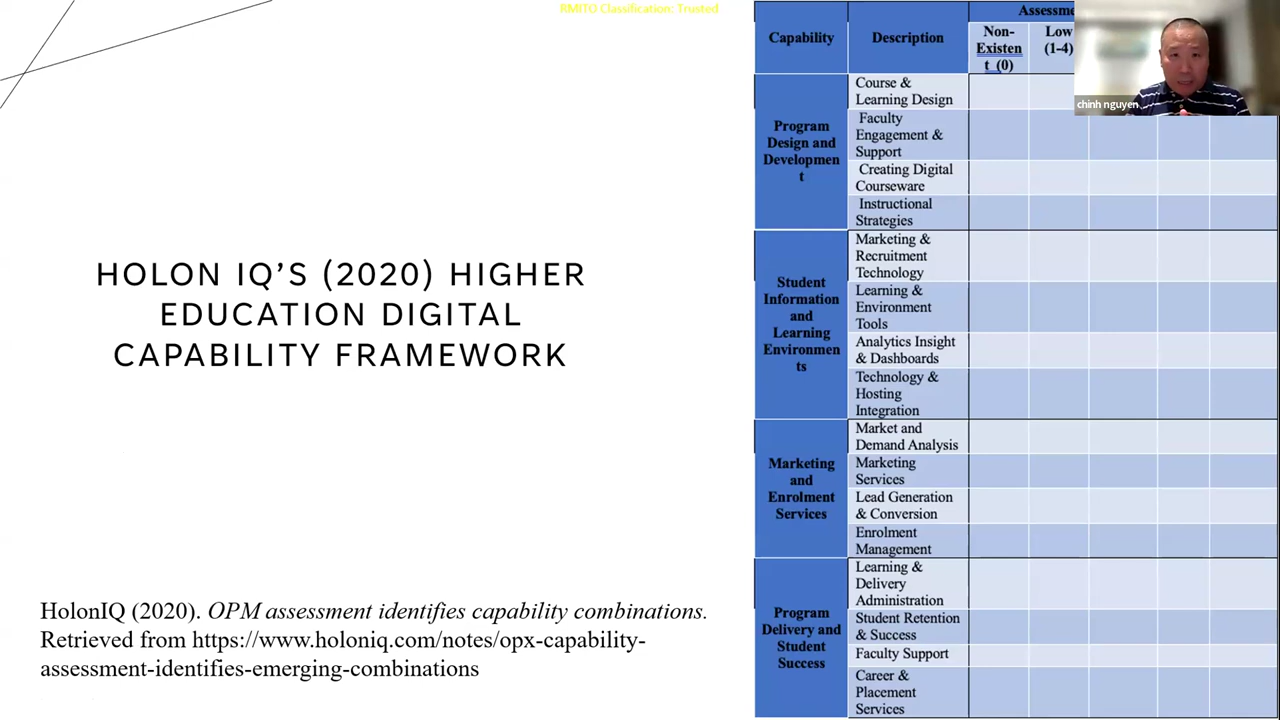 RMITO Classification: Trusted
HOLON IQ’S (2020) HIGHER
EDUCATION DIGITAL
CAPABILITY FRAMEWORK
HolonIQ (2020). OPM assessment identifies capability combinations.
Retrieved from https://www.holoniq.com/notes/opx-capability-
assessment-identifies-emerging-combinations
Capability
Description
Assessme
Non-
Existen
t (0)
Low
(1-4)
chinh nguyen
Program
Design and
Developmen
t
Course &
Learning Design
Faculty
Engagement &
Support
Creating Digital
Courseware
Instructional
Strategies
Student
Information
and
Learning
Environmen
ts
Marketing &
Recruitment
Technology
Learning &
Environment
Tools
Analytics Insight
& Dashboards
Technology &
Hosting
Integration
Marketing
and
Enrolment
Services
Market and
Demand Analysis
Marketing
Services
Lead Generation
& Conversion
Enrolment
Management
Program
Delivery and
Student
Success
Learning &
Delivery
Administration
Student Retention
& Success
Faculty Support
Career &
Placement
Services